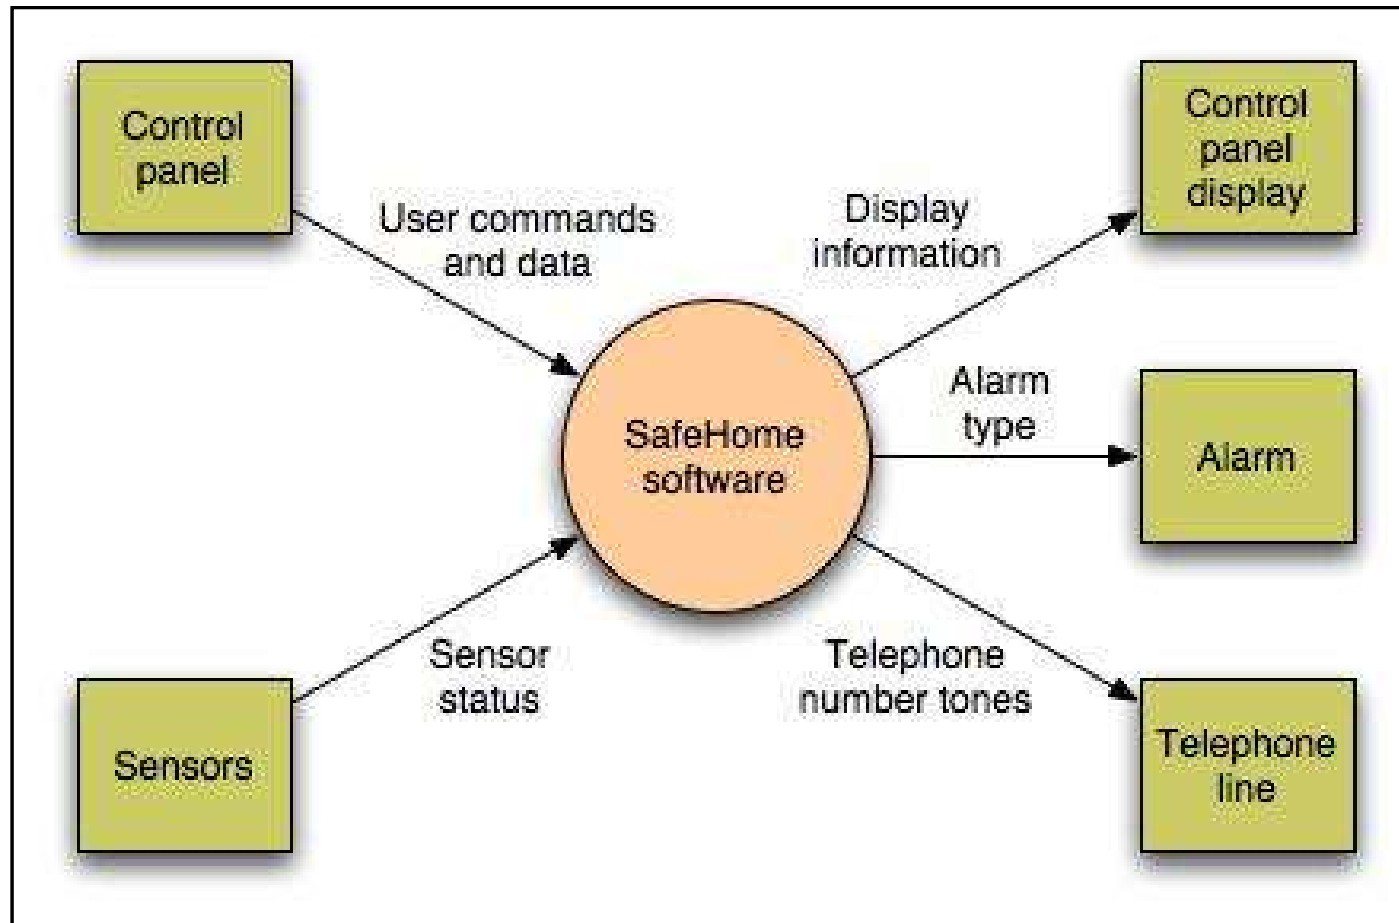 Control
panel
User commands
and data
Display
information
Control
panel
display
SafeHome
software
Alarm
type
Alarm
Sensors
Sensor
status
Telephone
number tones
Telephone
line